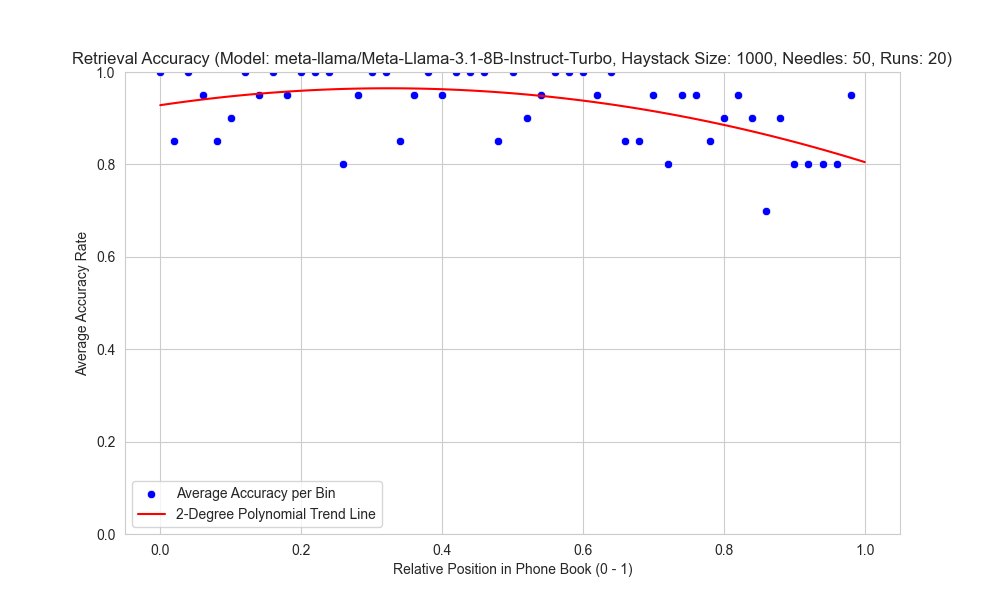 Retrieval Accuracy (Model: meta-llama/Meta-Llama-3.1-8B-Instruct-Turbo, Haystack Size: 1000, Needles: 50, Runs: 20)
1.0
0.8
0.6
0.4
0.2
0.0
Average Accuracy Rate
Average Accuracy per Bin
2-Degree Polynomial Trend Line
0.0 0.2 0.4 0.6 0.8 1.0
Relative Position in Phone Book (0 - 1)